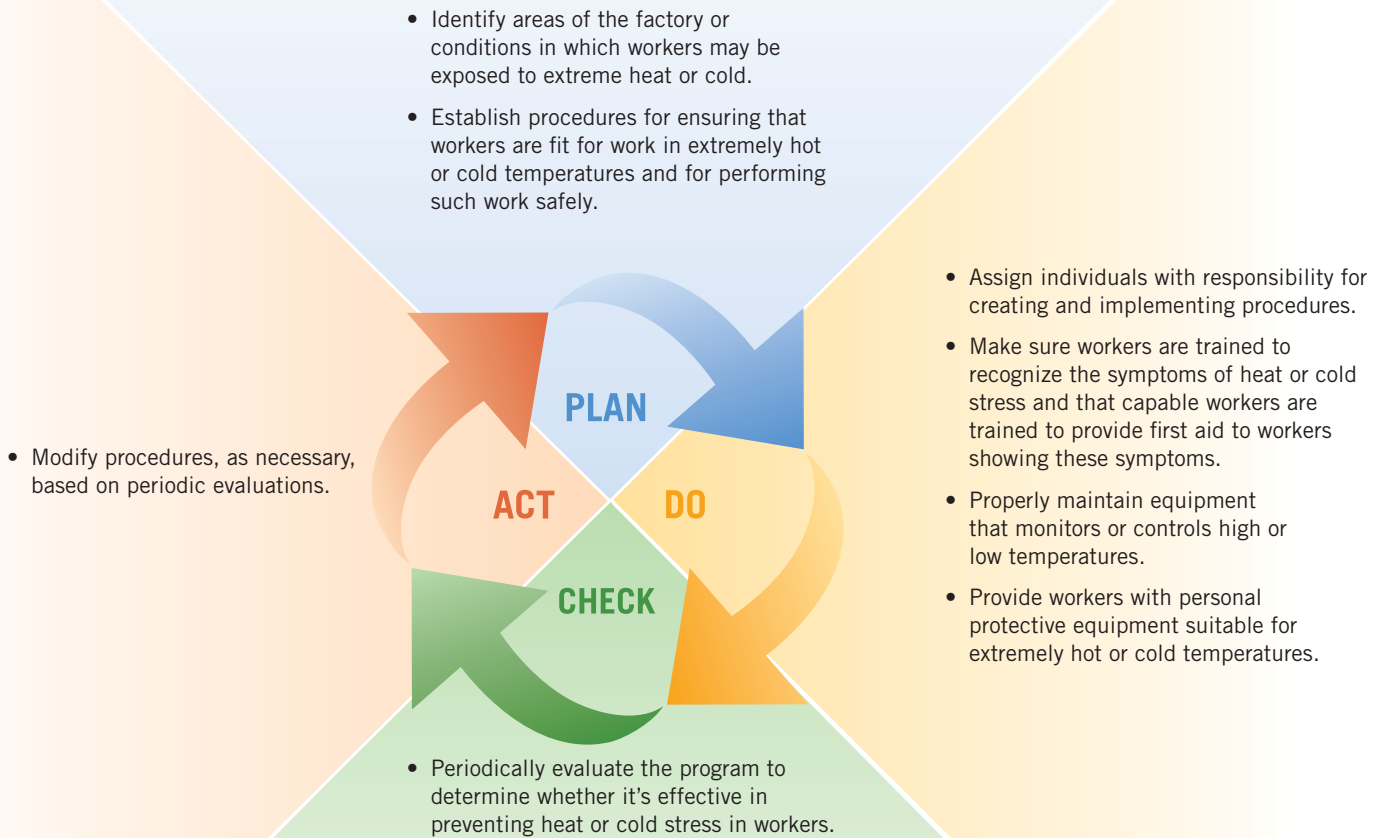 • Identify areas of the factory or
conditions in which workers may be
exposed to extreme heat or cold.
• Establish procedures for ensuring that
workers are fit for work in extremely hot
or cold temperatures and for performing
such work safely.
PLAN
• Assign individuals with responsibility for
creating and implementing procedures.
• Make sure workers are trained to
recognize the symptoms of heat or cold
stress and that capable workers are
trained to provide first aid to workers
showing these symptoms.
• Properly maintain equipment
that monitors or controls high or
low temperatures.
• Provide workers with personal
protective equipment suitable for
extremely hot or cold temperatures.
DO
CHECK
• Periodically evaluate the program to
determine whether it's effective in
preventing heat or cold stress in workers.
ACT
• Modify procedures, as necessary,
based on periodic evaluations.